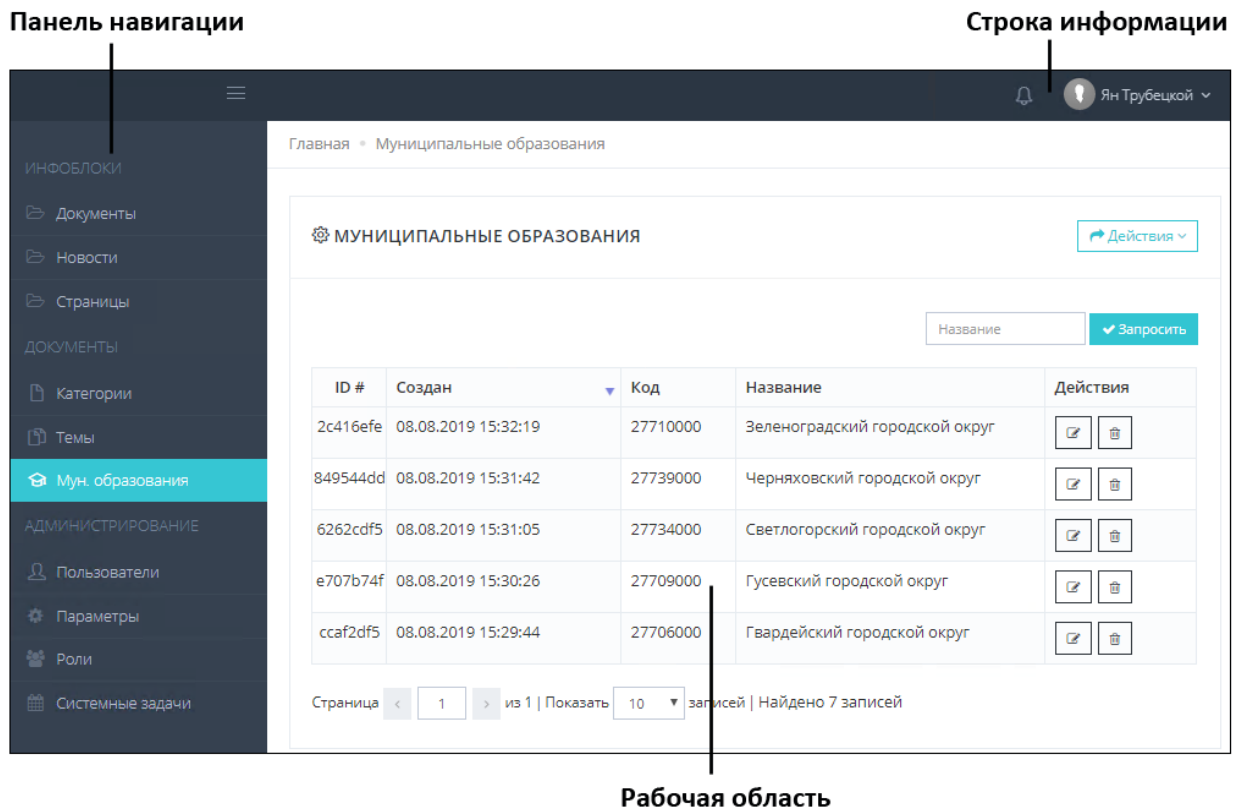 Панель навигации
Строка информации
Ян Трубецкой
Главная • Муниципальные образования
ИНФОБЛОКИ
Документы
Новости
Страницы
ДОКУМЕНТЫ
Категории
Темы
Мун. образования
АДМИНИСТРИРОВАНИЕ
Пользователи
Параметры
Роли
Системные задачи
МУНИЦИПАЛЬНЫЕ ОБРАЗОВАНИЯ
Действия
Название
Запросить
ID # Создан Код Название Действия
2c416efe 08.08.2019 15:32:19 27710000 Зеленоградский городской округ
849544dd 08.08.2019 15:31:42 27739000 Черняховский городской округ
6262cdf5 08.08.2019 15:31:05 27734000 Светлогорский городской округ
e707b74f 08.08.2019 15:30:26 27709000 Гусевский городской округ
ccaf2df5 08.08.2019 15:29:44 27706000 Гвардейский городской округ
Страница < 1 > из 1 | Показать 10 записей | Найдено 7 записей
Рабочая область